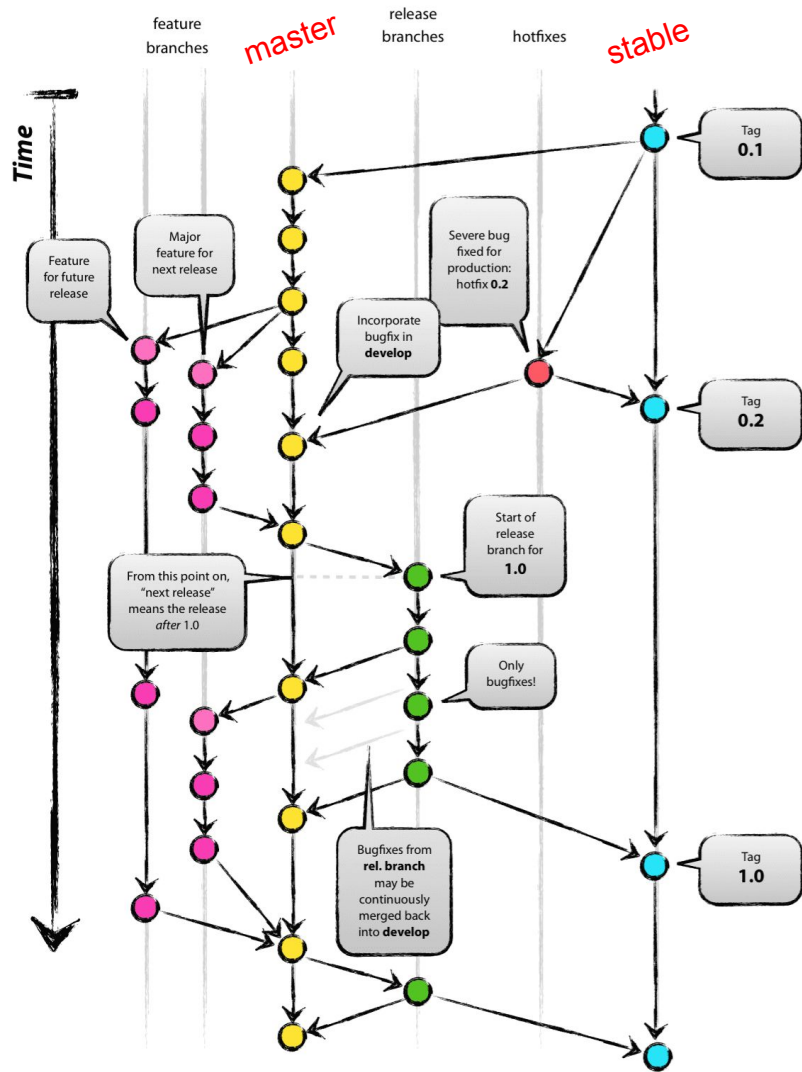 feature
branches
master
release
branches
hotfixes
stable
Time
Tag
0.1
Feature
for future
release
Major
feature for
next release
Severe bug
fixed for
production:
hotfix 0.2
Incorporate
bugfix in
develop
Tag
0.2
Start of
release
branch for
1.0
From this point on,
“next release”
means the release
after 1.0
Only
bugfixes!
Bugfixes from
rel. branch
may be
continuously
merged back
into develop
Tag
1.0